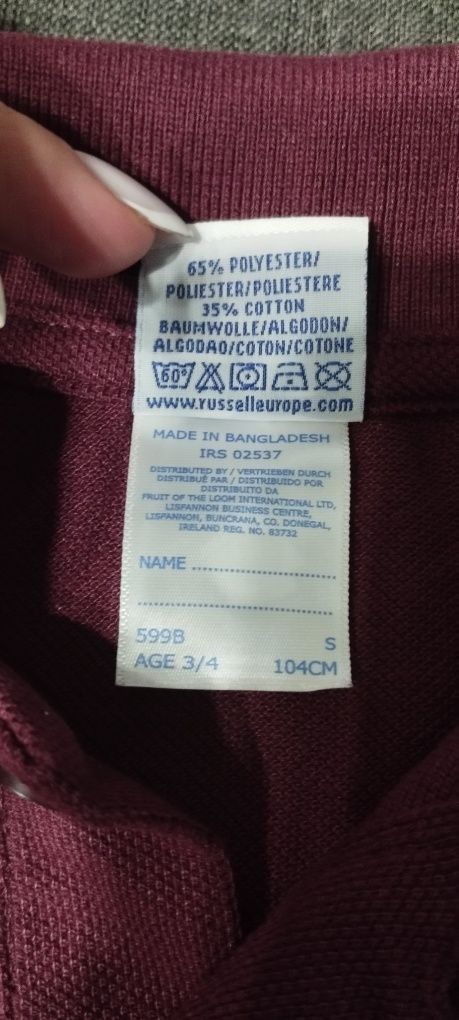 65% POLYESTER/
POLIESTER/POLIESTERE
35% COTTON
BAUMWOLLE/ALGODON/
ALGODAO/COTON/COTONE
60°
www.russelleurope.com
MADE IN BANGLADESH
IRS 02537
DISTRIBUTED BY / VERTRIEBEN DURCH
DISTRIBUÉ PAR / DISTRIBUIDO POR
DISTRIBUITO DA
FRUIT OF THE LOOM INTERNATIONAL LTD,
LISFANNON BUSINESS CENTRE,
LISFANNON, BUNCRANA, CO. DONEGAL,
IRELAND REG. NO. 83732
NAME ..............................
........................................
599B S
AGE 3/4 104CM